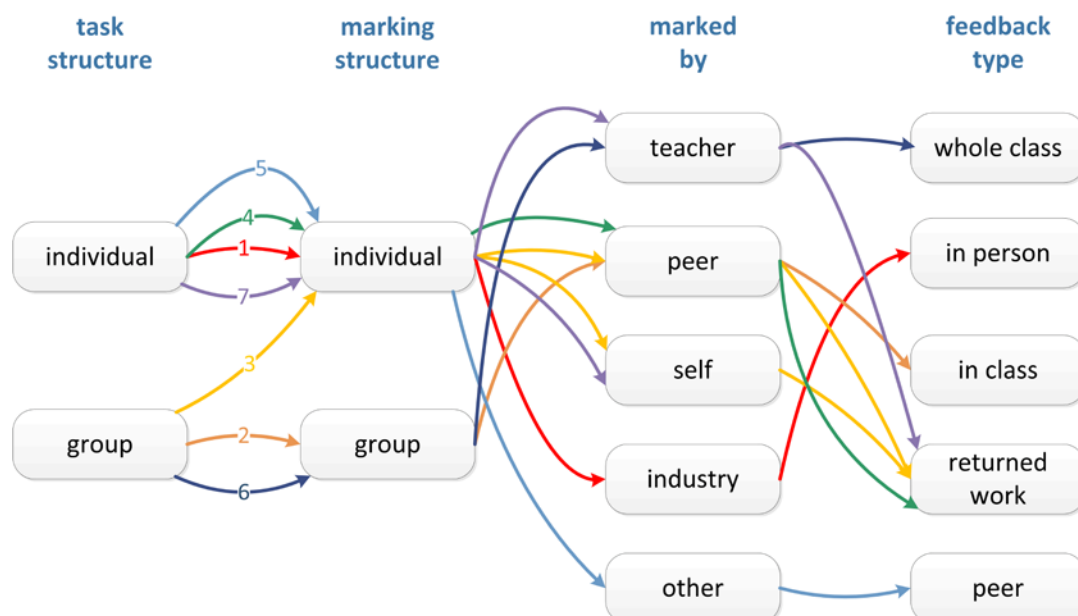 task
structure
marking
structure
marked
by
feedback
type
5
4
1
7
3
2
6
individual
group
individual
group
teacher
peer
self
industry
other
whole class
in person
in class
returned
work
peer